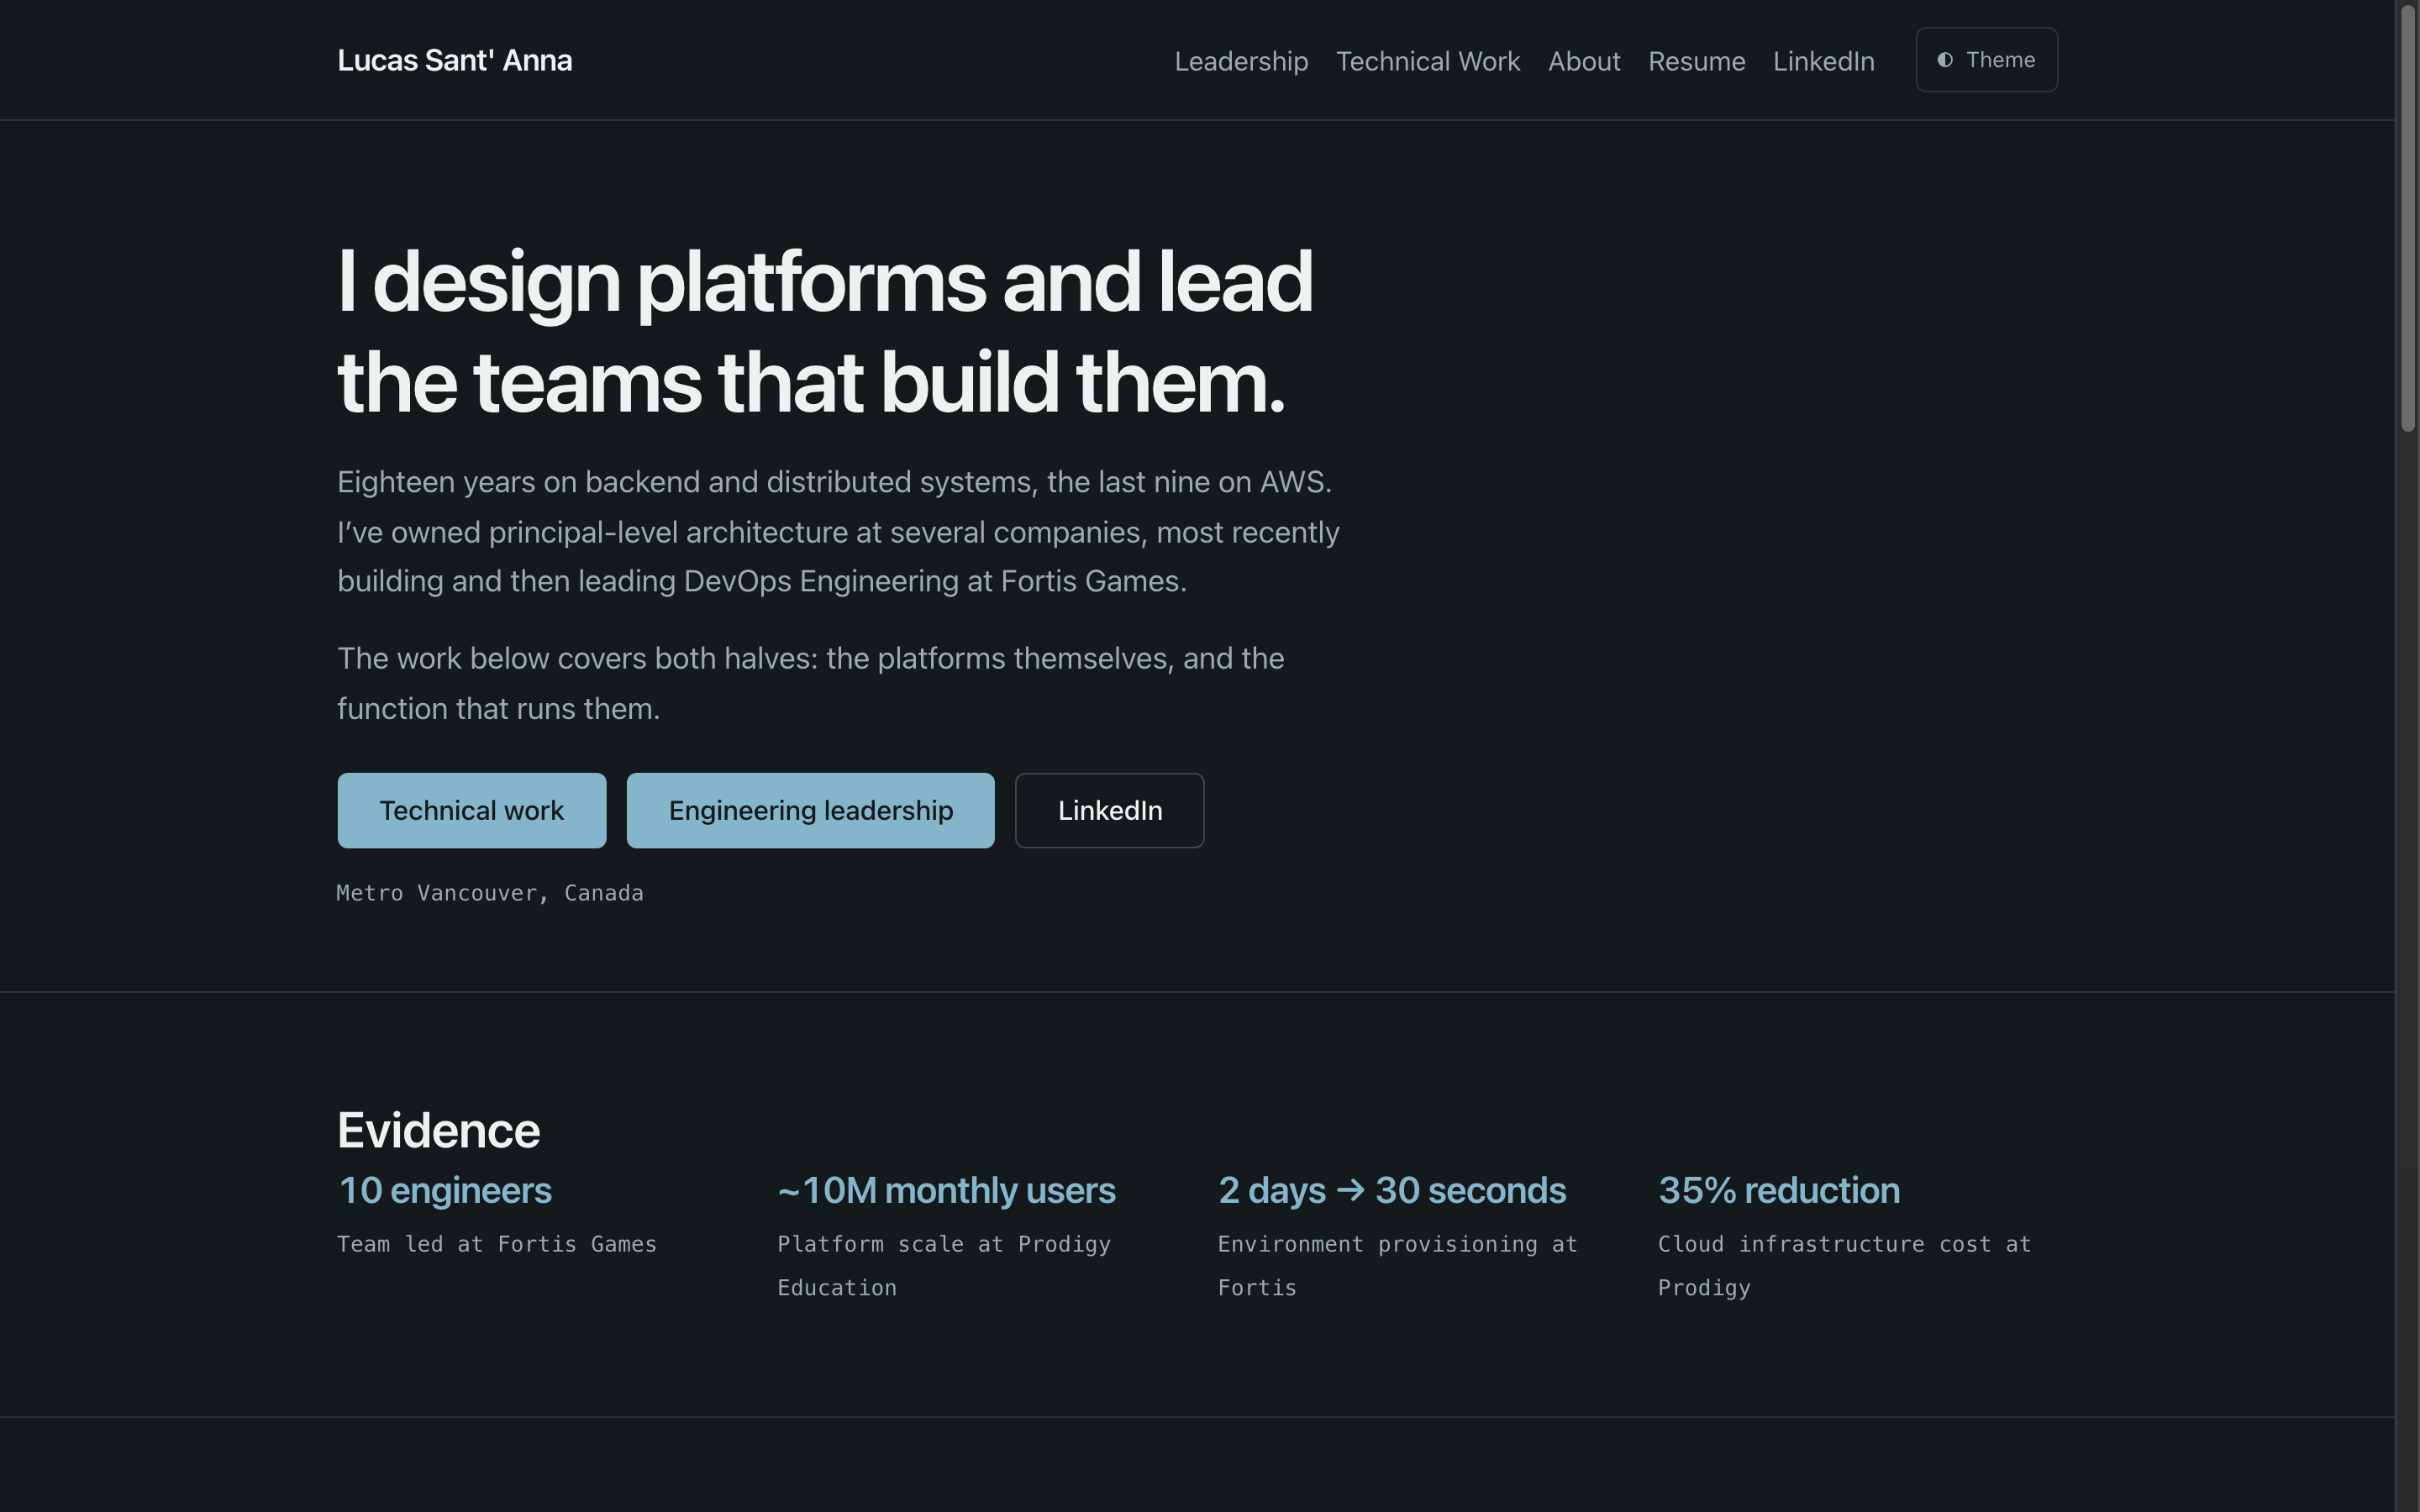 Lucas Sant' Anna
Leadership Technical Work About Resume LinkedIn Theme
I design platforms and lead
the teams that build them.
Eighteen years on backend and distributed systems, the last nine on AWS.
I’ve owned principal-level architecture at several companies, most recently
building and then leading DevOps Engineering at Fortis Games.
The work below covers both halves: the platforms themselves, and the
function that runs them.
Technical work Engineering leadership LinkedIn
Metro Vancouver, Canada
Evidence
10 engineers
Team led at Fortis Games
~10M monthly users
Platform scale at Prodigy
Education
2 days → 30 seconds
Environment provisioning at
Fortis
35% reduction
Cloud infrastructure cost at
Prodigy